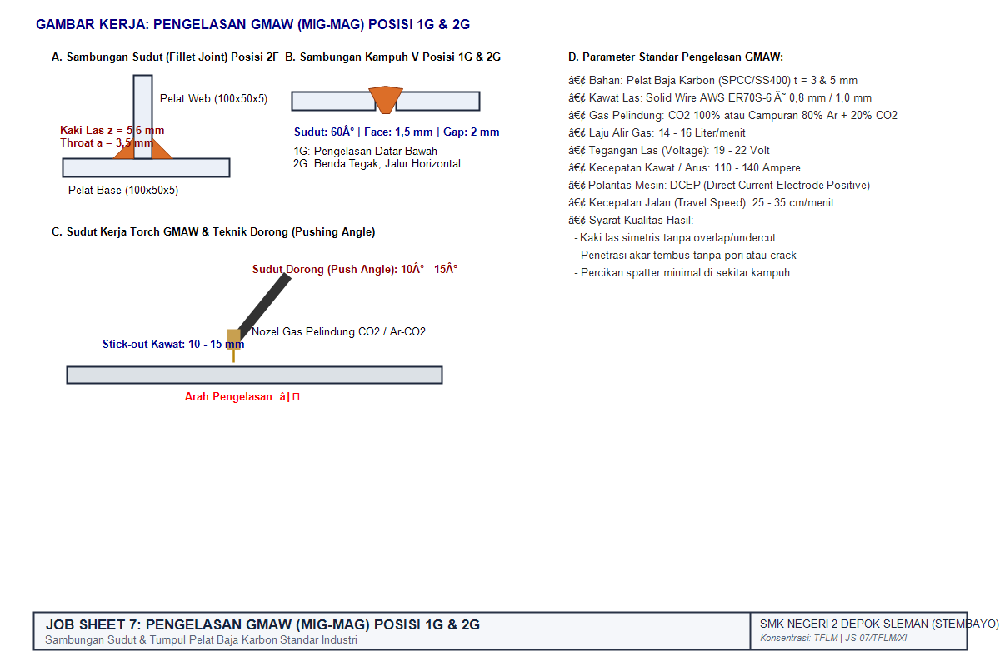 GAMBAR KERJA: PENGELASAN GMAW (MIG-MAG) POSISI 1G & 2G
A. Sambungan Sudut (Fillet Joint) Posisi 2F
Pelat Web (100x50x5)
Kaki Las z = 5-6 mm
Throat a = 3,5 mm
Pelat Base (100x50x5)
B. Sambungan Kampuh V Posisi 1G & 2G
Sudut: 60Â° | Face: 1,5 mm | Gap: 2 mm
1G: Pengelasan Datar Bawah
2G: Benda Tegak, Jalur Horizontal
C. Sudut Kerja Torch GMAW & Teknik Dorong (Pushing Angle)
Sudut Dorong (Push Angle): 10Â° - 15Â°
Nozel Gas Pelindung CO2 / Ar-CO2
Stick-out Kawat: 10 - 15 mm
Arah Pengelasan â†□
D. Parameter Standar Pengelasan GMAW:
â€¢ Bahan: Pelat Baja Karbon (SPCC/SS400) t = 3 & 5 mm
â€¢ Kawat Las: Solid Wire AWS ER70S-6 Ã˜ 0,8 mm / 1,0 mm
â€¢ Gas Pelindung: CO2 100% atau Campuran 80% Ar + 20% CO2
â€¢ Laju Alir Gas: 14 - 16 Liter/menit
â€¢ Tegangan Las (Voltage): 19 - 22 Volt
â€¢ Kecepatan Kawat / Arus: 110 - 140 Ampere
â€¢ Polaritas Mesin: DCEP (Direct Current Electrode Positive)
â€¢ Kecepatan Jalan (Travel Speed): 25 - 35 cm/menit
â€¢ Syarat Kualitas Hasil:
- Kaki las simetris tanpa overlap/undercut
- Penetrasi akar tembus tanpa pori atau crack
- Percikan spatter minimal di sekitar kampuh
JOB SHEET 7: PENGELASAN GMAW (MIG-MAG) POSISI 1G & 2G
Sambungan Sudut & Tumpul Pelat Baja Karbon Standar Industri
SMK NEGERI 2 DEPOK SLEMAN (STEMBAYO)
Konsentrasi: TFLM | JS-07/TFLM/XI